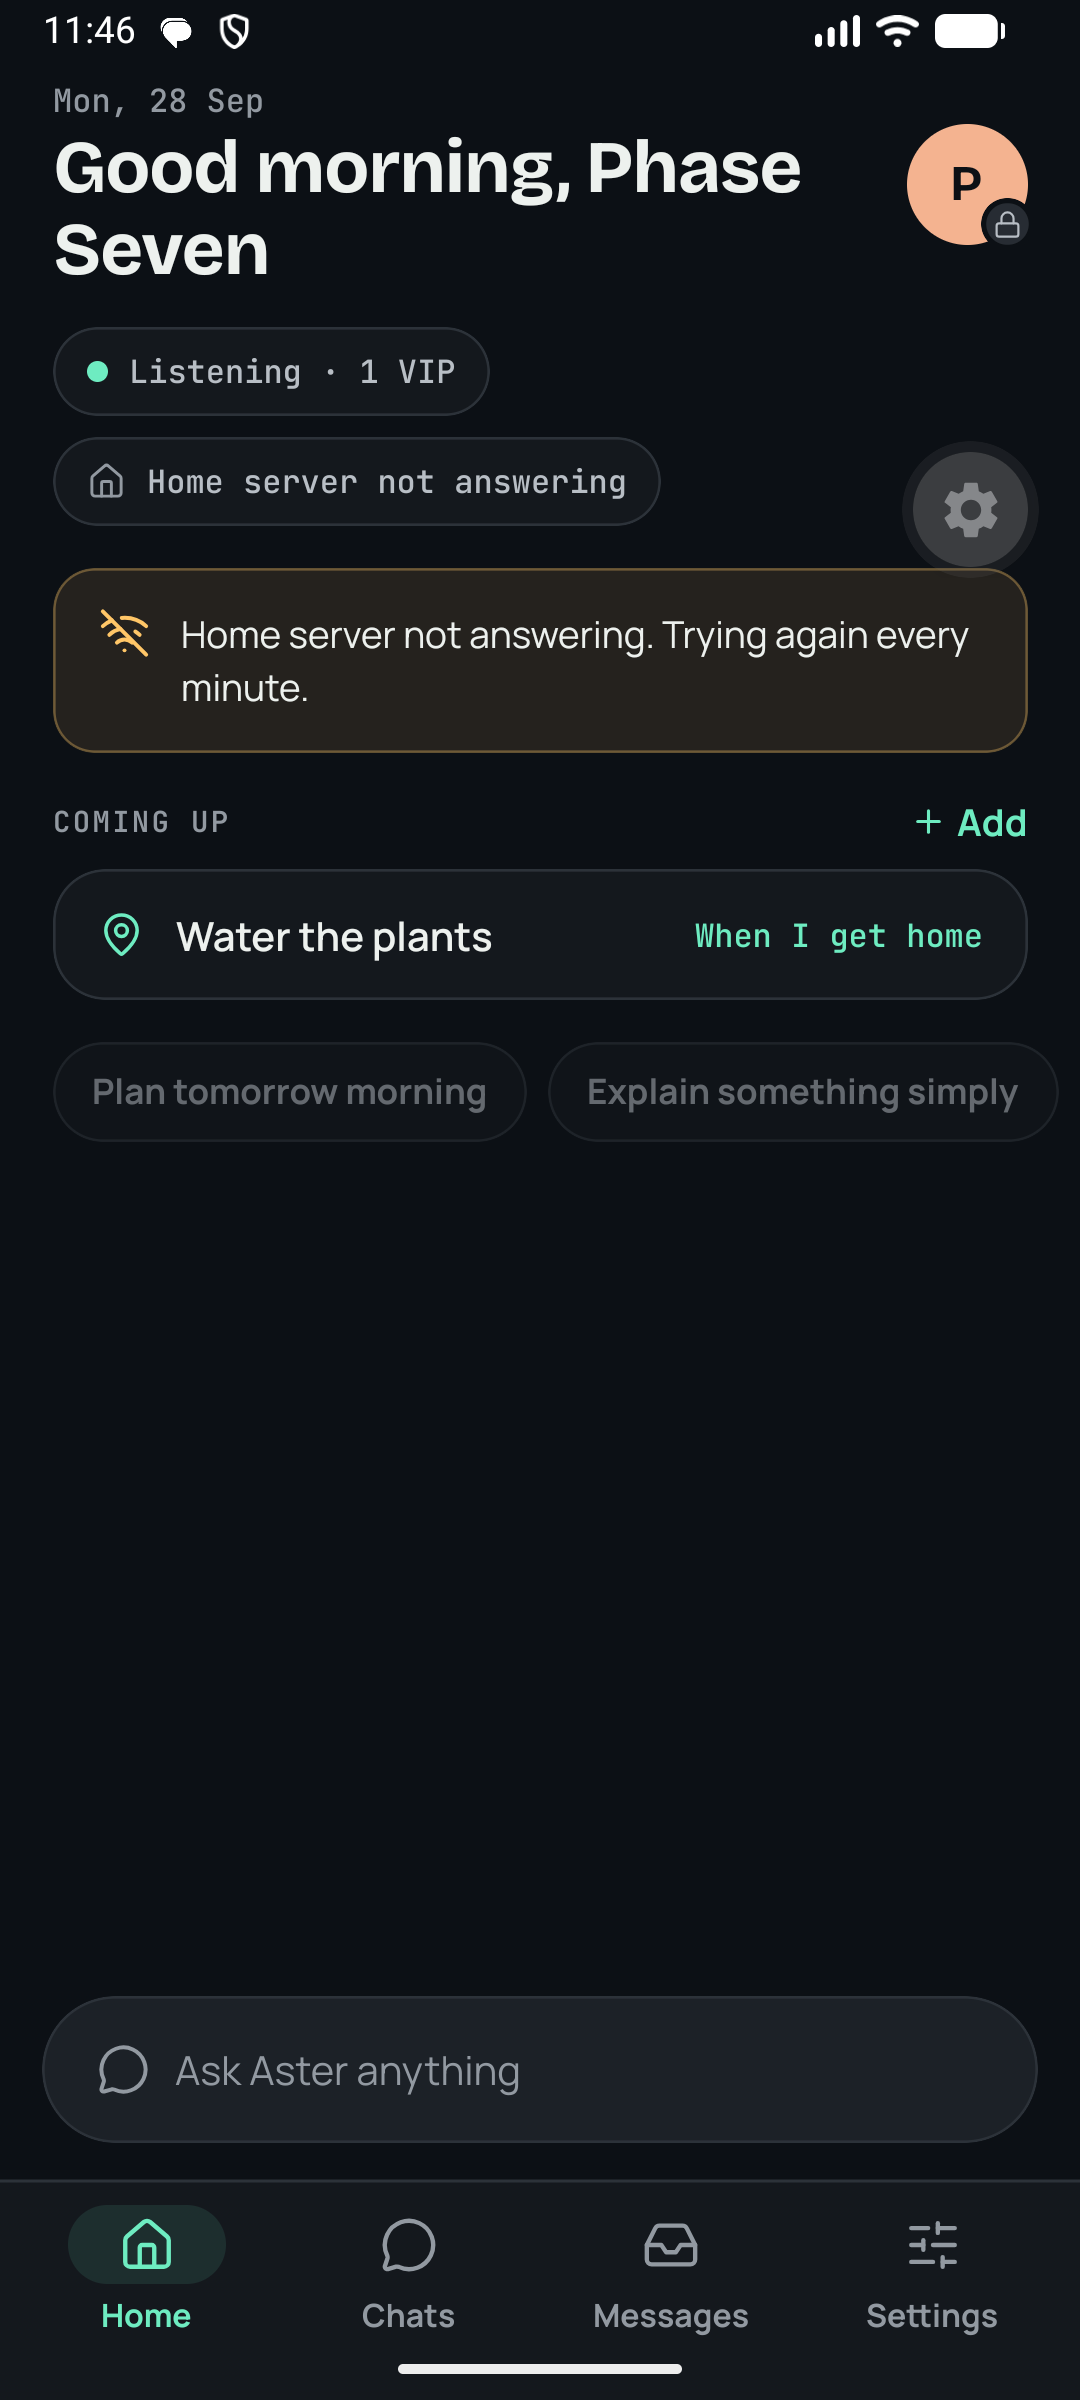 11:46
Mon, 28 Sep
Good morning, Phase
Seven
P
Listening · 1 VIP
Home server not answering
Home server not answering. Trying again every
minute.
COMING UP
+ Add
Water the plants
When I get home
Plan tomorrow morning
Explain something simply
Ask Aster anything
Home
Chats
Messages
Settings